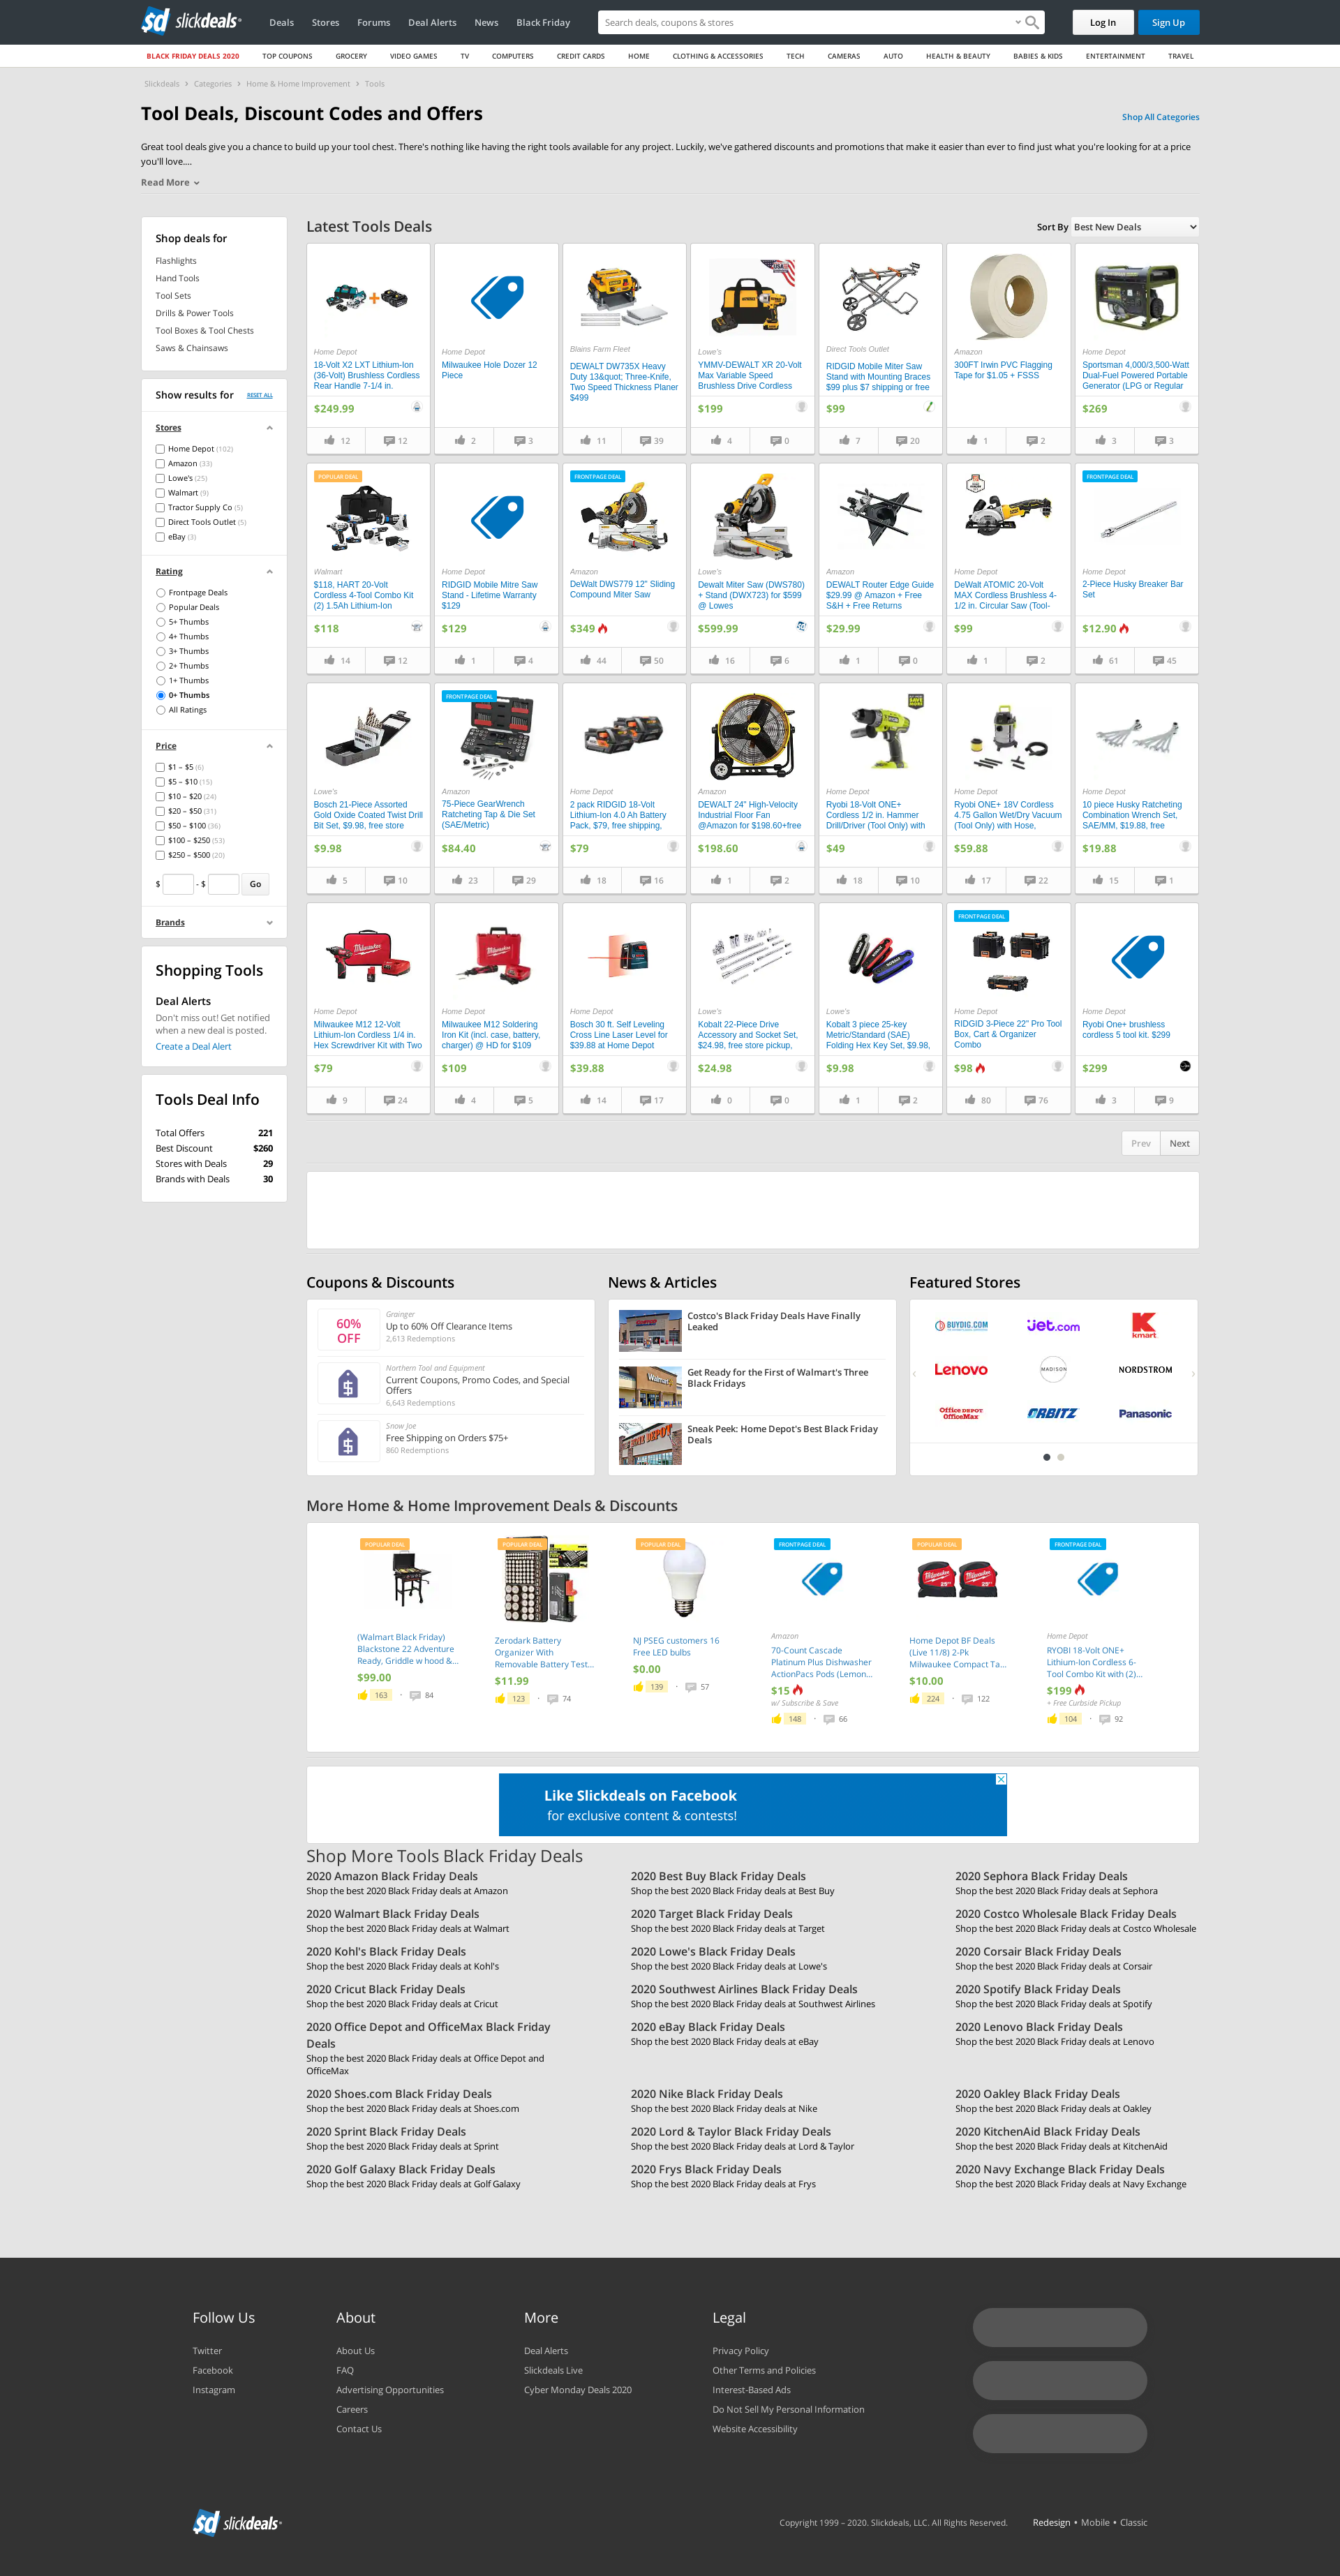 slickdeals
Deals
Stores
Forums
Deal Alerts
News
Black Friday
Search deals, coupons & stores
Log In
Sign Up
BLACK FRIDAY DEALS 2020
TOP COUPONS
GROCERY
VIDEO GAMES
TV
COMPUTERS
CREDIT CARDS
HOME
CLOTHING & ACCESSORIES
TECH
CAMERAS
AUTO
HEALTH & BEAUTY
BABIES & KIDS
ENTERTAINMENT
TRAVEL
Slickdeals › Categories › Home & Home Improvement › Tools
Tool Deals, Discount Codes and Offers
Shop All Categories
Great tool deals give you a chance to build up your tool chest. There's nothing like having the right tools available for any project. Luckily, we've gathered discounts and promotions that make it easier than ever to find just what you're looking for at a price
you'll love....
Read More
Shop deals for
Flashlights
Hand Tools
Tool Sets
Drills & Power Tools
Tool Boxes & Tool Chests
Saws & Chainsaws
Show results for
RESET ALL
Stores
Home Depot (102)
Amazon (33)
Lowe's (25)
Walmart (9)
Tractor Supply Co (5)
Direct Tools Outlet (5)
eBay (3)
Rating
Frontpage Deals
Popular Deals
5+ Thumbs
4+ Thumbs
3+ Thumbs
2+ Thumbs
1+ Thumbs
0+ Thumbs
All Ratings
Price
$1 – $5 (6)
$5 – $10 (15)
$10 – $20 (24)
$20 – $50 (31)
$50 – $100 (36)
$100 – $250 (53)
$250 – $500 (20)
$ - $ Go
Brands
Shopping Tools
Deal Alerts
Don't miss out! Get notified
when a new deal is posted.
Create a Deal Alert
Tools Deal Info
Total Offers 221
Best Discount $260
Stores with Deals 29
Brands with Deals 30
Latest Tools Deals
Sort By Best New Deals
Home Depot
18-Volt X2 LXT Lithium-Ion
(36-Volt) Brushless Cordless
Rear Handle 7-1/4 in.
$249.99
12 12
Home Depot
Milwaukee Hole Dozer 12
Piece
2 3
Blains Farm Fleet
DEWALT DW735X Heavy
Duty 13&quot; Three-Knife,
Two Speed Thickness Planer
$499
11 39
Lowe's
YMMV-DEWALT XR 20-Volt
Max Variable Speed
Brushless Drive Cordless
$199
4 0
Direct Tools Outlet
RIDGID Mobile Miter Saw
Stand with Mounting Braces
$99 plus $7 shipping or free
$99
7 20
Amazon
300FT Irwin PVC Flagging
Tape for $1.05 + FSSS
1 2
Home Depot
Sportsman 4,000/3,500-Watt
Dual-Fuel Powered Portable
Generator (LPG or Regular
$269
3 3
POPULAR DEAL
Walmart
$118, HART 20-Volt
Cordless 4-Tool Combo Kit
(2) 1.5Ah Lithium-Ion
$118
14 12
Home Depot
RIDGID Mobile Mitre Saw
Stand - Lifetime Warranty
$129
$129
1 4
FRONTPAGE DEAL
Amazon
DeWalt DWS779 12" Sliding
Compound Miter Saw
$349
44 50
Lowe's
Dewalt Miter Saw (DWS780)
+ Stand (DWX723) for $599
@ Lowes
$599.99
16 6
Amazon
DEWALT Router Edge Guide
$29.99 @ Amazon + Free
S&H + Free Returns
$29.99
1 0
Home Depot
DeWalt ATOMIC 20-Volt
MAX Cordless Brushless 4-
1/2 in. Circular Saw (Tool-
$99
1 2
FRONTPAGE DEAL
Home Depot
2-Piece Husky Breaker Bar
Set
$12.90
61 45
Lowe's
Bosch 21-Piece Assorted
Gold Oxide Coated Twist Drill
Bit Set, $9.98, free store
$9.98
5 10
FRONTPAGE DEAL
Amazon
75-Piece GearWrench
Ratcheting Tap & Die Set
(SAE/Metric)
$84.40
23 29
Home Depot
2 pack RIDGID 18-Volt
Lithium-Ion 4.0 Ah Battery
Pack, $79, free shipping,
$79
18 16
Amazon
DEWALT 24" High-Velocity
Industrial Floor Fan
@Amazon for $198.60+free
$198.60
1 2
Home Depot
Ryobi 18-Volt ONE+
Cordless 1/2 in. Hammer
Drill/Driver (Tool Only) with
$49
18 10
Home Depot
Ryobi ONE+ 18V Cordless
4.75 Gallon Wet/Dry Vacuum
(Tool Only) with Hose,
$59.88
17 22
Home Depot
10 piece Husky Ratcheting
Combination Wrench Set,
SAE/MM, $19.88, free
$19.88
15 1
Home Depot
Milwaukee M12 12-Volt
Lithium-Ion Cordless 1/4 in.
Hex Screwdriver Kit with Two
$79
9 24
Home Depot
Milwaukee M12 Soldering
Iron Kit (incl. case, battery,
charger) @ HD for $109
$109
4 5
Home Depot
Bosch 30 ft. Self Leveling
Cross Line Laser Level for
$39.88 at Home Depot
$39.88
14 17
Lowe's
Kobalt 22-Piece Drive
Accessory and Socket Set,
$24.98, free store pickup,
$24.98
0 0
Lowe's
Kobalt 3 piece 25-key
Metric/Standard (SAE)
Folding Hex Key Set, $9.98,
$9.98
1 2
FRONTPAGE DEAL
Home Depot
RIDGID 3-Piece 22" Pro Tool
Box, Cart & Organizer
Combo
$98
80 76
Home Depot
Ryobi One+ brushless
cordless 5 tool kit. $299
$299
3 9
Prev Next
Coupons & Discounts
60%
OFF
Grainger
Up to 60% Off Clearance Items
2,613 Redemptions
Northern Tool and Equipment
Current Coupons, Promo Codes, and Special
Offers
6,643 Redemptions
Snow Joe
Free Shipping on Orders $75+
860 Redemptions
News & Articles
Costco's Black Friday Deals Have Finally
Leaked
Get Ready for the First of Walmart's Three
Black Fridays
Sneak Peek: Home Depot's Best Black Friday
Deals
Featured Stores
BUYDIG.COM
jet.com
kmart
Lenovo
MADISON
NORDSTROM
Office DEPOT
OfficeMax
ORBITZ
Panasonic
More Home & Home Improvement Deals & Discounts
POPULAR DEAL
(Walmart Black Friday)
Blackstone 22 Adventure
Ready, Griddle w hood &...
$99.00
163 · 84
POPULAR DEAL
Zerodark Battery
Organizer With
Removable Battery Test...
$11.99
123 · 74
POPULAR DEAL
NJ PSEG customers 16
Free LED bulbs
$0.00
139 · 57
FRONTPAGE DEAL
Amazon
70-Count Cascade
Platinum Plus Dishwasher
ActionPacs Pods (Lemon...
$15
w/ Subscribe & Save
148 · 66
POPULAR DEAL
Home Depot BF Deals
(Live 11/8) 2-Pk
Milwaukee Compact Ta...
$10.00
224 · 122
FRONTPAGE DEAL
Home Depot
RYOBI 18-Volt ONE+
Lithium-Ion Cordless 6-
Tool Combo Kit with (2)...
$199
+ Free Curbside Pickup
104 · 92
Like Slickdeals on Facebook
for exclusive content & contests!
Shop More Tools Black Friday Deals
2020 Amazon Black Friday Deals
Shop the best 2020 Black Friday deals at Amazon
2020 Best Buy Black Friday Deals
Shop the best 2020 Black Friday deals at Best Buy
2020 Sephora Black Friday Deals
Shop the best 2020 Black Friday deals at Sephora
2020 Walmart Black Friday Deals
Shop the best 2020 Black Friday deals at Walmart
2020 Target Black Friday Deals
Shop the best 2020 Black Friday deals at Target
2020 Costco Wholesale Black Friday Deals
Shop the best 2020 Black Friday deals at Costco Wholesale
2020 Kohl's Black Friday Deals
Shop the best 2020 Black Friday deals at Kohl's
2020 Lowe's Black Friday Deals
Shop the best 2020 Black Friday deals at Lowe's
2020 Corsair Black Friday Deals
Shop the best 2020 Black Friday deals at Corsair
2020 Cricut Black Friday Deals
Shop the best 2020 Black Friday deals at Cricut
2020 Southwest Airlines Black Friday Deals
Shop the best 2020 Black Friday deals at Southwest Airlines
2020 Spotify Black Friday Deals
Shop the best 2020 Black Friday deals at Spotify
2020 Office Depot and OfficeMax Black Friday
Deals
Shop the best 2020 Black Friday deals at Office Depot and
OfficeMax
2020 eBay Black Friday Deals
Shop the best 2020 Black Friday deals at eBay
2020 Lenovo Black Friday Deals
Shop the best 2020 Black Friday deals at Lenovo
2020 Shoes.com Black Friday Deals
Shop the best 2020 Black Friday deals at Shoes.com
2020 Nike Black Friday Deals
Shop the best 2020 Black Friday deals at Nike
2020 Oakley Black Friday Deals
Shop the best 2020 Black Friday deals at Oakley
2020 Sprint Black Friday Deals
Shop the best 2020 Black Friday deals at Sprint
2020 Lord & Taylor Black Friday Deals
Shop the best 2020 Black Friday deals at Lord & Taylor
2020 KitchenAid Black Friday Deals
Shop the best 2020 Black Friday deals at KitchenAid
2020 Golf Galaxy Black Friday Deals
Shop the best 2020 Black Friday deals at Golf Galaxy
2020 Frys Black Friday Deals
Shop the best 2020 Black Friday deals at Frys
2020 Navy Exchange Black Friday Deals
Shop the best 2020 Black Friday deals at Navy Exchange
Follow Us
Twitter
Facebook
Instagram
About
About Us
FAQ
Advertising Opportunities
Careers
Contact Us
More
Deal Alerts
Slickdeals Live
Cyber Monday Deals 2020
Legal
Privacy Policy
Other Terms and Policies
Interest-Based Ads
Do Not Sell My Personal Information
Website Accessibility
slickdeals
Copyright 1999 – 2020. Slickdeals, LLC. All Rights Reserved.
Redesign • Mobile • Classic